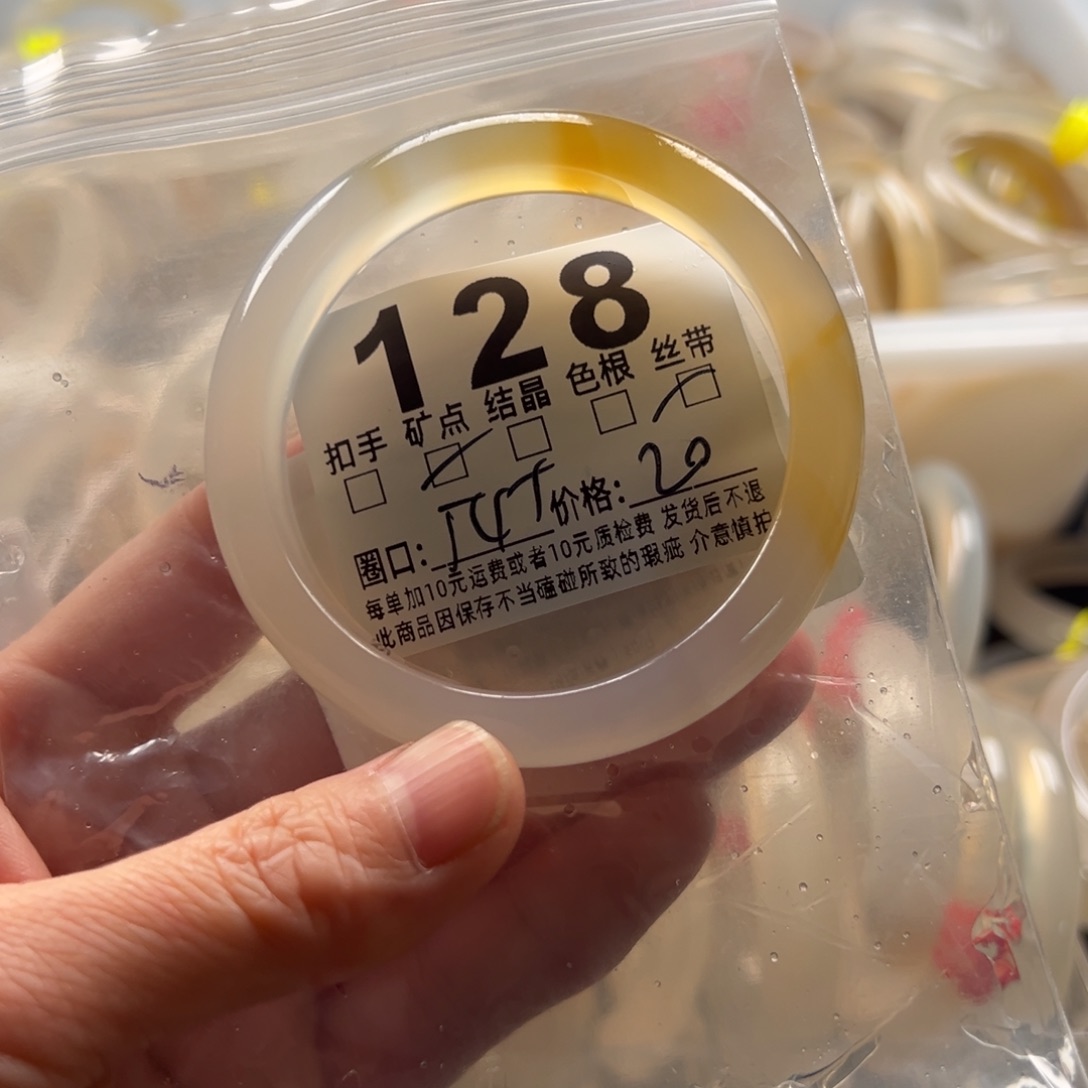 128
扣手 矿点 结晶 色根 丝带
圈口: 价格: 20
每单加10元运费或者10元质检费 发货后不退
此商品因保存不当磕碰所致的瑕疵 介意慎拍